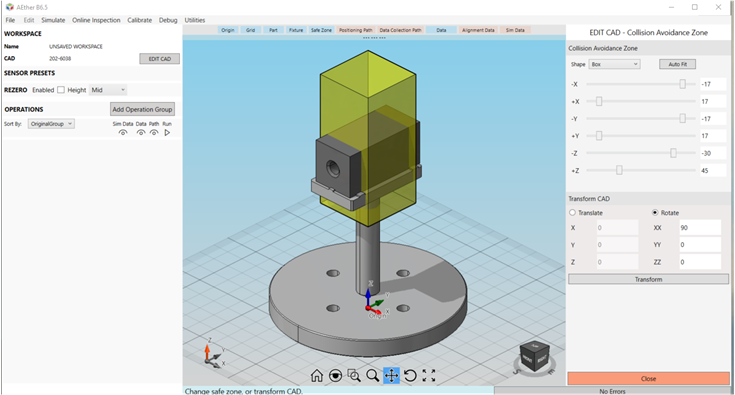 AEther B6.5
File Edit Simulate Online Inspection Calibrate Debug Utilities
WORKSPACE
Name UNSAVED WORKSPACE
CAD 202-6038 EDIT CAD
SENSOR PRESETS
REZERO Enabled Height Mid
OPERATIONS Add Operation Group
Sort By: OriginalGroup Sim Data Data Path Run
Origin Grid Part Fixture Safe Zone Positioning Path Data Collection Path Data Alignment Data Sim Data
Z
X
Origin
Z
Y
X
Change safe zone, or transform CAD.
EDIT CAD - Collision Avoidance Zone
Collision Avoidance Zone
Shape Box Auto Fit
-X -17
+X 17
-Y -17
+Y 17
-Z -30
+Z 45
Transform CAD
Translate Rotate
X 0 XX 90
Y 0 YY 0
Z 0 ZZ 0
Transform
Close
No Errors